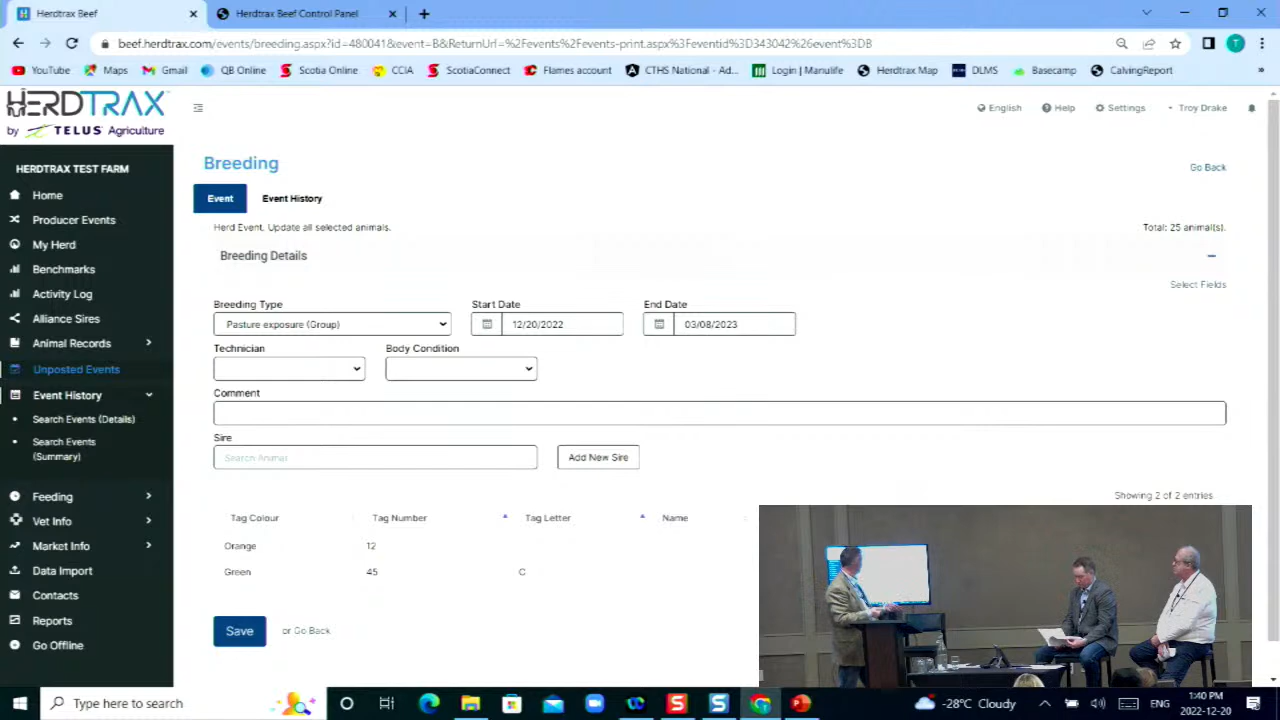 Herdtrax Beef
Herdtrax Beef Control Panel
beef.herdtrax.com/events/breeding.aspx?id=480041&event=B&ReturnUrl=%2Fevents%2Fevents-print.aspx%3Feventid%3D343042%26event%3DB
T
YouTube
Maps
Gmail
QB Online
Scotia Online
CCIA
ScotiaConnect
Flames account
CTHS National - Ad...
Login | Manulife
Herdtrax Map
DLMS
Basecamp
CalvingReport
»
HERDTRAX
by TELUS Agriculture
English
Help
Settings
Troy Drake
HERDTRAX TEST FARM
Home
Producer Events
My Herd
Benchmarks
Activity Log
Alliance Sires
Animal Records
Unposted Events
Event History
Search Events (Details)
Search Events
(Summary)
Feeding
Vet Info
Market Info
Data Import
Contacts
Reports
Go Offline
Breeding
Go Back
Event
Event History
Herd Event. Update all selected animals.
Total: 25 animal(s).
Breeding Details
Select Fields
Breeding Type
Start Date
End Date
Pasture exposure (Group)
12/20/2022
03/08/2023
Technician
Body Condition
Comment
Sire
Search Animal
Add New Sire
Showing 2 of 2 entries
Tag Colour
Tag Number
Tag Letter
Name
Orange
12
Green
45
C
Save
or Go Back
Type here to search
-28°C Cloudy
ENG
1:40 PM
2022-12-20